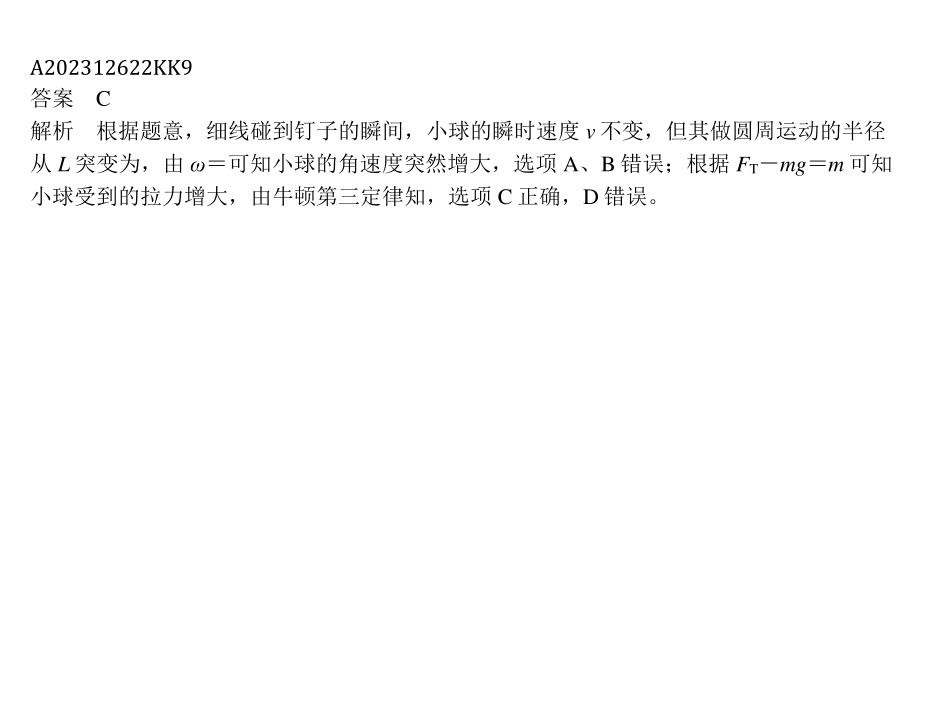 A202312622KK9
答案　C
解析　根据题意，细线碰到钉子的瞬间，小球的瞬时速度 v 不变，但其做圆周运动的半径
从 L 突变为，由 ω＝可知小球的角速度突然增大，选项 A、B 错误；根据 FT－mg＝m 可知
小球受到的拉力增大，由牛顿第三定律知，选项 C 正确，D 错误。